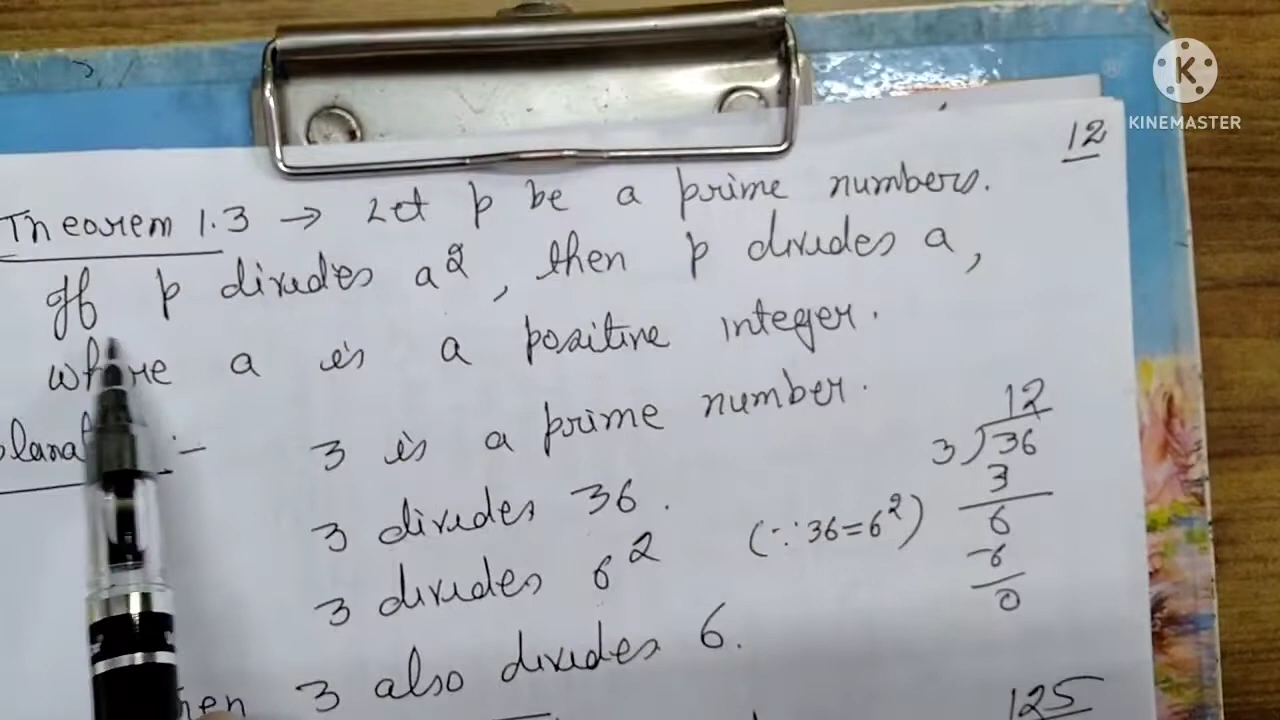 K
KINEMASTER
12
Theorem 1.3 → Let p be a prime numbers.
If p divides a², then p divides a,
where a is a positive integer.
:- 3 is a prime number.
3 divides 36.
3 divides 6² (∵ 36=6²)
3 also divides 6.
12
3)36
3
6
-6
0
125